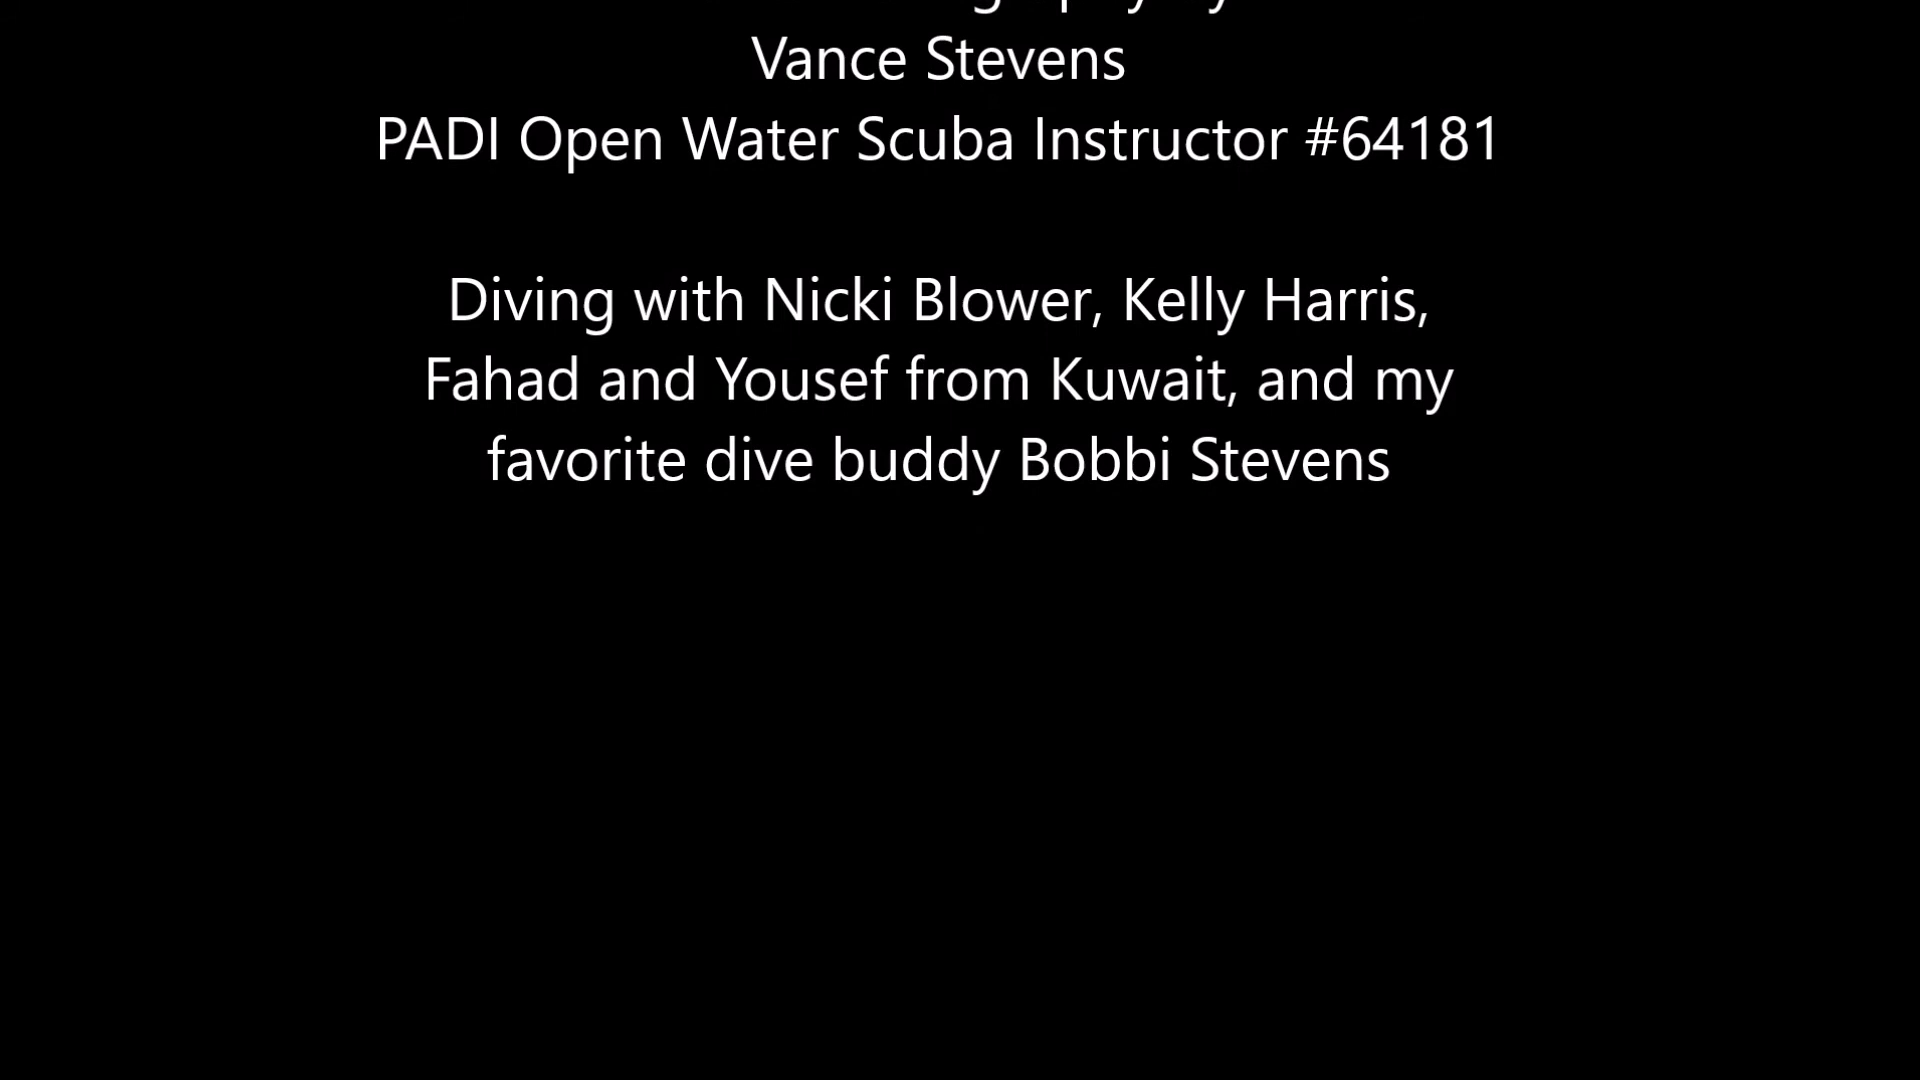 Vance Stevens
PADI Open Water Scuba Instructor #64181
Diving with Nicki Blower, Kelly Harris,
Fahad and Yousef from Kuwait, and my
favorite dive buddy Bobbi Stevens